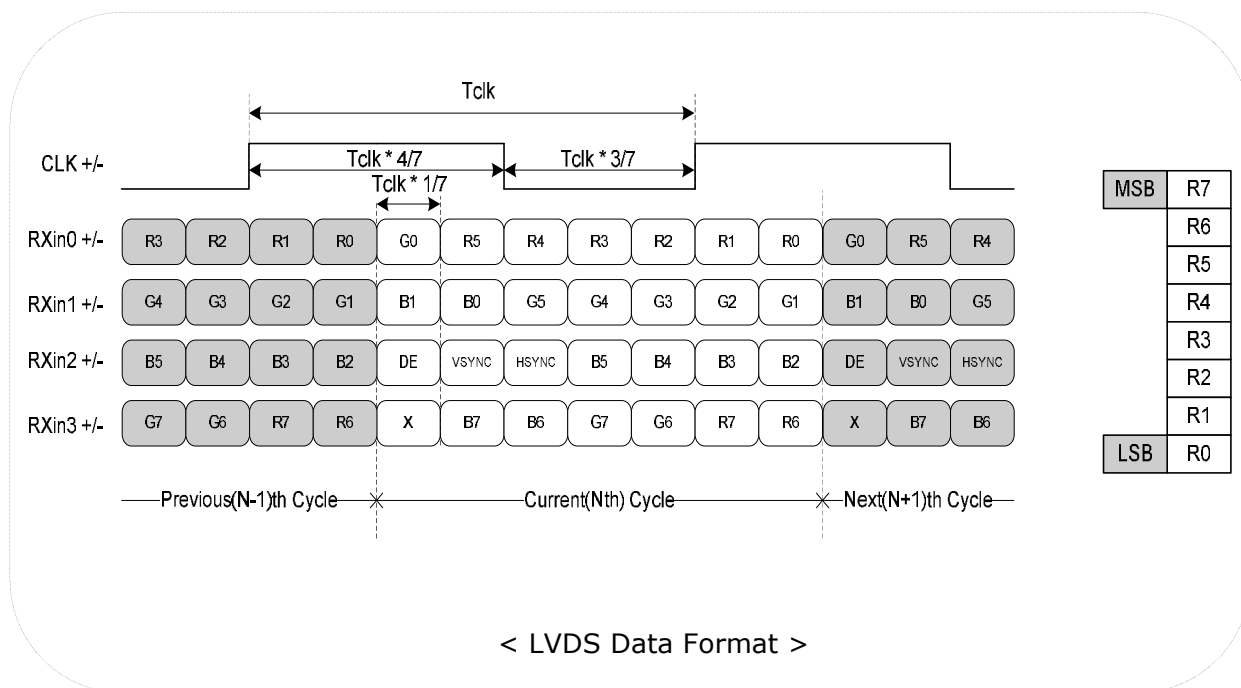 Tclk
CLK +/-
Tclk * 4/7
Tclk * 3/7
Tclk * 1/7
RXin0 +/- R3 R2 R1 R0 G0 R5 R4 R3 R2 R1 R0 G0 R5 R4
RXin1 +/- G4 G3 G2 G1 B1 B0 G5 G4 G3 G2 G1 B1 B0 G5
RXin2 +/- B5 B4 B3 B2 DE VSYNC HSYNC B5 B4 B3 B2 DE VSYNC HSYNC
RXin3 +/- G7 G6 R7 R6 X B7 B6 G7 G6 R7 R6 X B7 B6
Previous(N-1)th Cycle Current(Nth) Cycle Next(N+1)th Cycle
MSB R7
R6
R5
R4
R3
R2
R1
LSB R0
< LVDS Data Format >